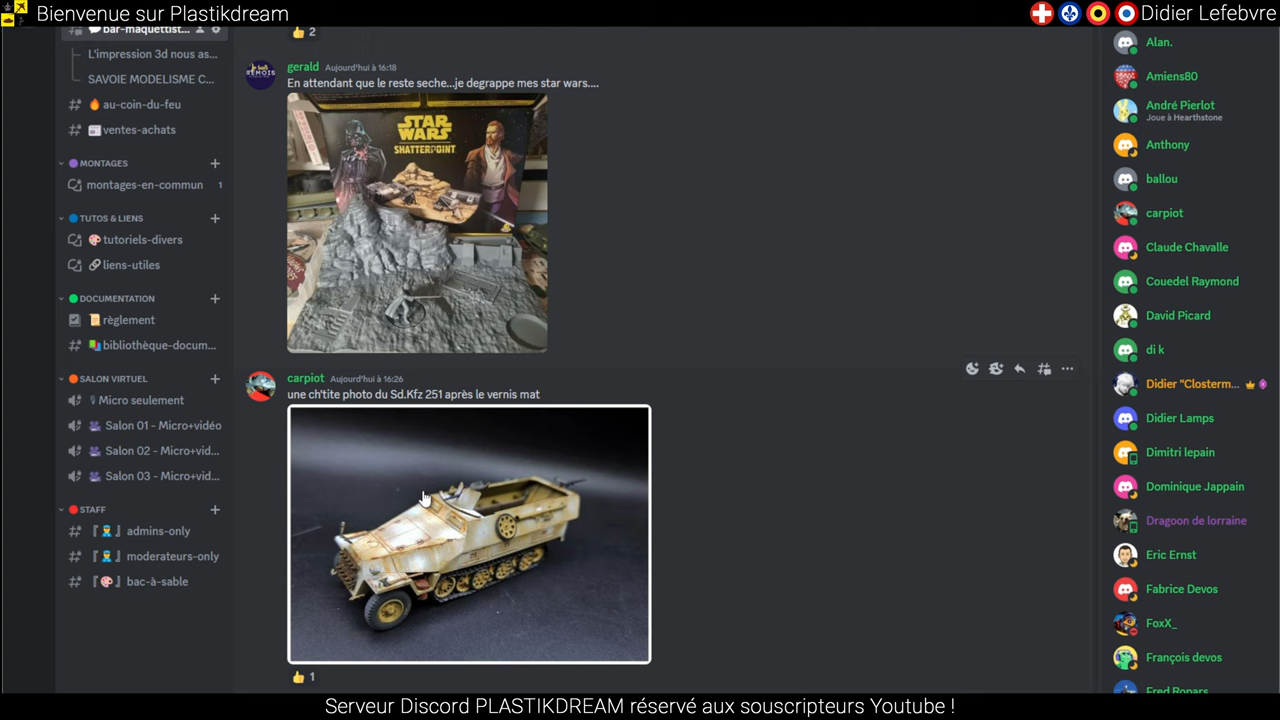 Bienvenue sur Plastikdream
Didier Lefebvre
bar-maquettist...
L'impression 3d nous as...
SAVOIE MODELISME C...
au-coin-du-feu
ventes-achats
MONTAGES
montages-en-commun 1
TUTOS & LIENS
tutoriels-divers
liens-utiles
DOCUMENTATION
règlement
bibliothèque-docum...
SALON VIRTUEL
Micro seulement
Salon 01 - Micro+vidéo
Salon 02 - Micro+vid...
Salon 03 - Micro+vid...
STAFF
『👮』admins-only
『👮』moderateurs-only
『🎨』bac-à-sable
👍 2
gerald Aujourd'hui à 16:18
En attendant que le reste seche...je degrappe mes star wars....
STAR
WARS
SHATTERPOINT
carpiot Aujourd'hui à 16:26
une ch'tite photo du Sd.Kfz 251 après le vernis mat
👍 1
Alan.
Amiens80
André Pierlot
Joue à Hearthstone
Anthony
ballou
carpiot
Claude Chavalle
Couedel Raymond
David Picard
di k
Didier "Closterm...
Didier Lamps
Dimitri lepain
Dominique Jappain
Dragoon de lorraine
Eric Ernst
Fabrice Devos
FoxX_
François devos
Fred Ropars
Serveur Discord PLASTIKDREAM réservé aux souscripteurs Youtube !